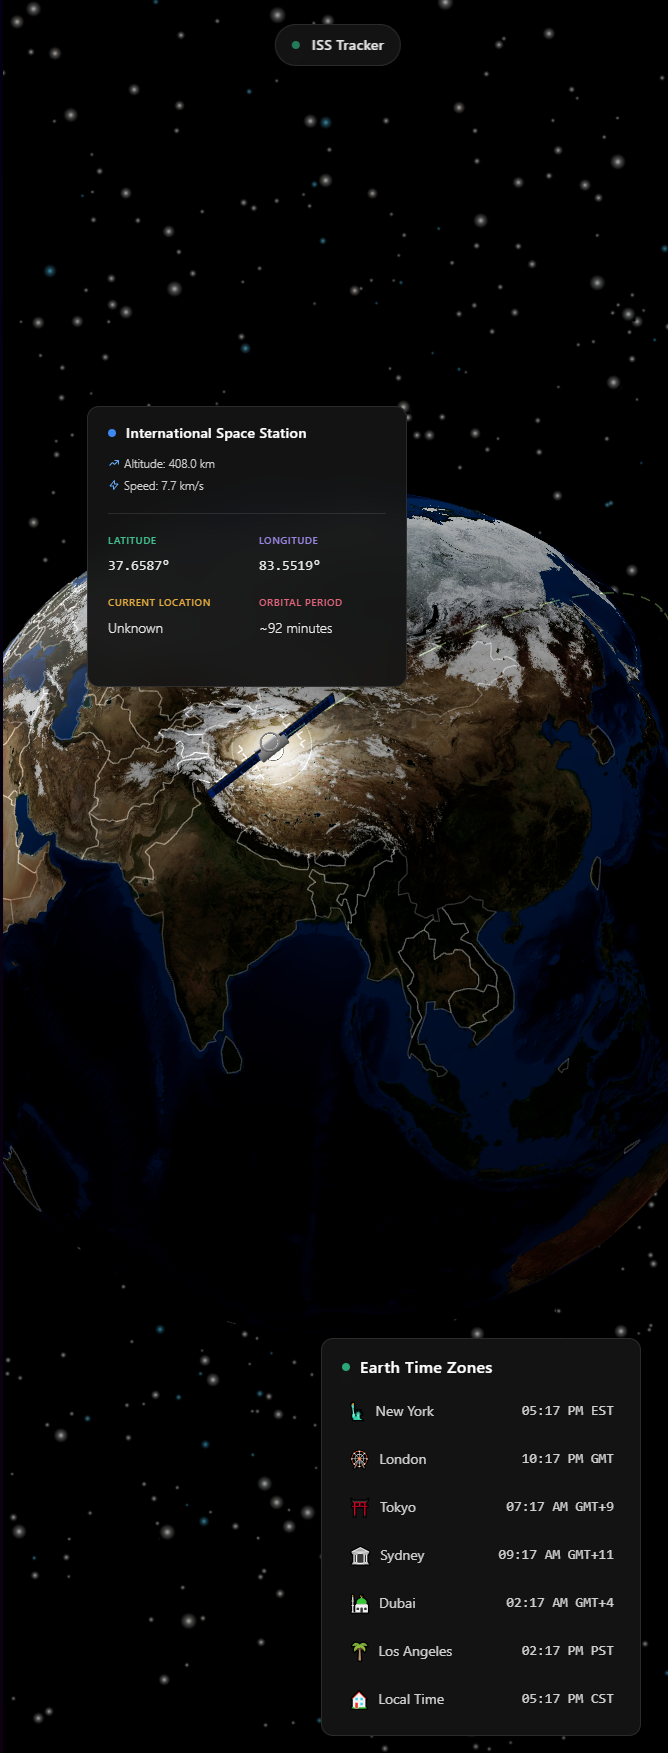 ISS Tracker
International Space Station
Altitude: 408.0 km
Speed: 7.7 km/s
LATITUDE LONGITUDE
37.6587° 83.5519°
CURRENT LOCATION ORBITAL PERIOD
Unknown ~92 minutes
Earth Time Zones
New York 05:17 PM EST
London 10:17 PM GMT
Tokyo 07:17 AM GMT+9
Sydney 09:17 AM GMT+11
Dubai 02:17 AM GMT+4
Los Angeles 02:17 PM PST
Local Time 05:17 PM CST